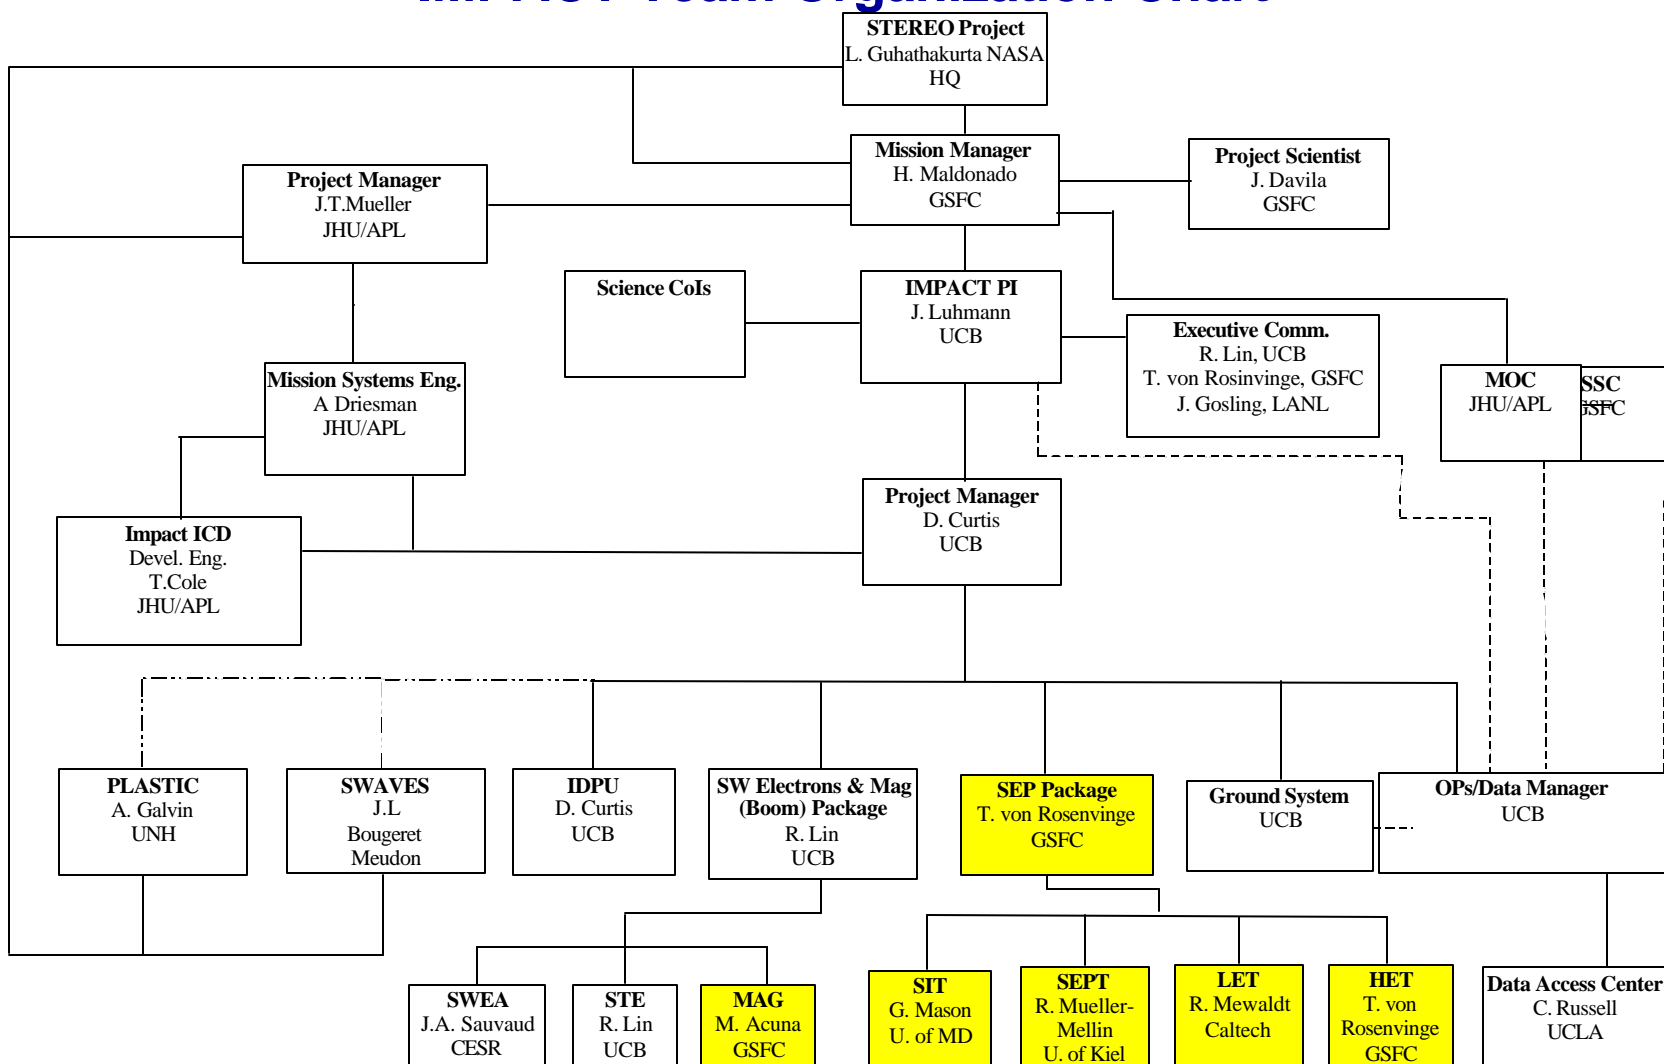 IMPACT Team Organization Chart
STEREO Project
L. Guhathakurta NASA
HQ
Mission Manager
H. Maldonado
GSFC
Project Scientist
J. Davila
GSFC
Project Manager
J.T.Mueller
JHU/APL
Science CoIs
IMPACT PI
J. Luhmann
UCB
Executive Comm.
R. Lin, UCB
T. von Rosinvinge, GSFC
J. Gosling, LANL
Mission Systems Eng.
A Driesman
JHU/APL
MOC
JHU/APL
SSC
GSFC
Project Manager
D. Curtis
UCB
Impact ICD
Devel. Eng.
T.Cole
JHU/APL
PLASTIC
A. Galvin
UNH
SWAVES
J.L
Bougeret
Meudon
IDPU
D. Curtis
UCB
SW Electrons & Mag
(Boom) Package
R. Lin
UCB
SEP Package
T. von Rosenvinge
GSFC
Ground System
UCB
OPs/Data Manager
UCB
SWEA
J.A. Sauvaud
CESR
STE
R. Lin
UCB
MAG
M. Acuna
GSFC
SIT
G. Mason
U. of MD
SEPT
R. Mueller-
Mellin
U. of Kiel
LET
R. Mewaldt
Caltech
HET
T. von
Rosenvinge
GSFC
Data Access Center
C. Russell
UCLA